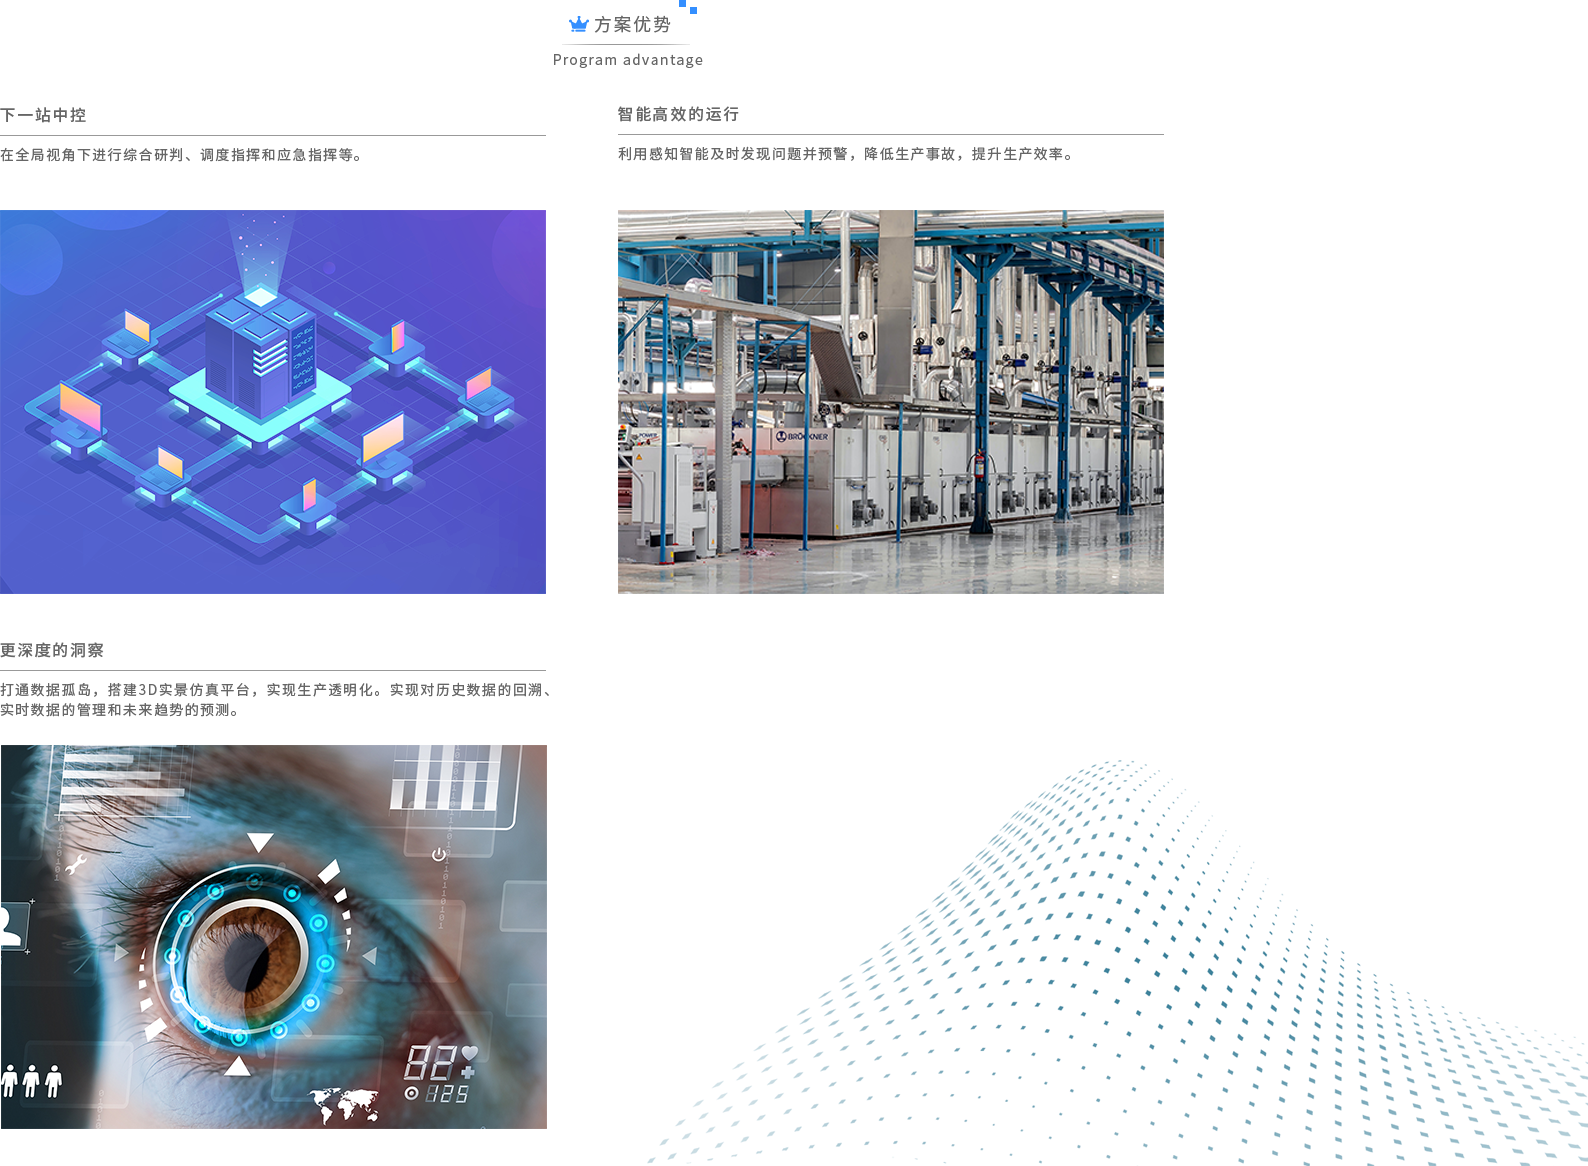 方案优势
Program advantage
下一站中控
在全局视角下进行综合研判、调度指挥和应急指挥等。
智能高效的运行
利用感知智能及时发现问题并预警，降低生产事故，提升生产效率。
POWER
BRÜCKNER
更深度的洞察
打通数据孤岛，搭建3D实景仿真平台，实现生产透明化。实现对历史数据的回溯、
实时数据的管理和未来趋势的预测。
82
125